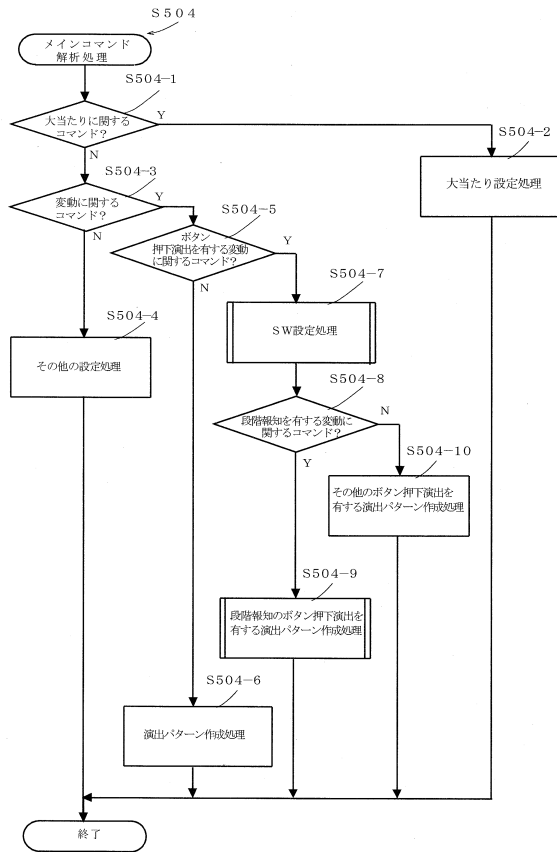 S504
メインコマンド
解析処理
S504-1
大当たりに関する
コマンド?
Y
N
S504-2
大当たり設定処理
S504-3
変動に関する
コマンド?
Y
N
S504-5
ボタン
押下演出を有する変動
に関するコマンド?
Y
N
S504-7
SW設定処理
S504-4
その他の設定処理
S504-8
段階報知を有する変動に
関するコマンド?
N
Y
S504-10
その他のボタン押下演出を
有する演出パターン作成処理
S504-9
段階報知のボタン押下演出を
有する演出パターン作成処理
S504-6
演出パターン作成処理
終了